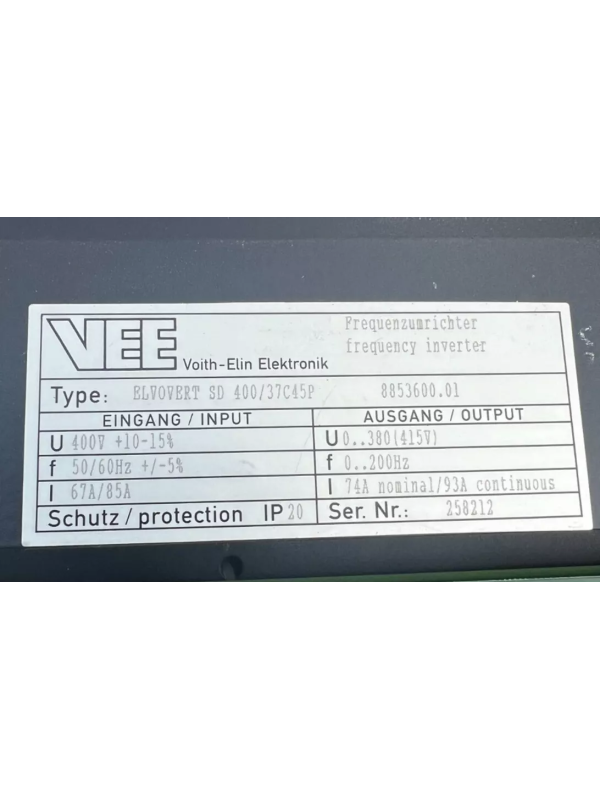 VEE Voith-Elin Elektronik
Frequenzumrichter
frequency inverter
Type: ELVOVERT SD 400/37C45P 8853600.01
EINGANG / INPUT AUSGANG / OUTPUT
U 400V +10-15% U 0..380(415V)
f 50/60Hz +/-5% f 0..200Hz
I 67A/85A I 74A nominal/93A continuous
Schutz / protection IP 20 Ser. Nr.: 258212